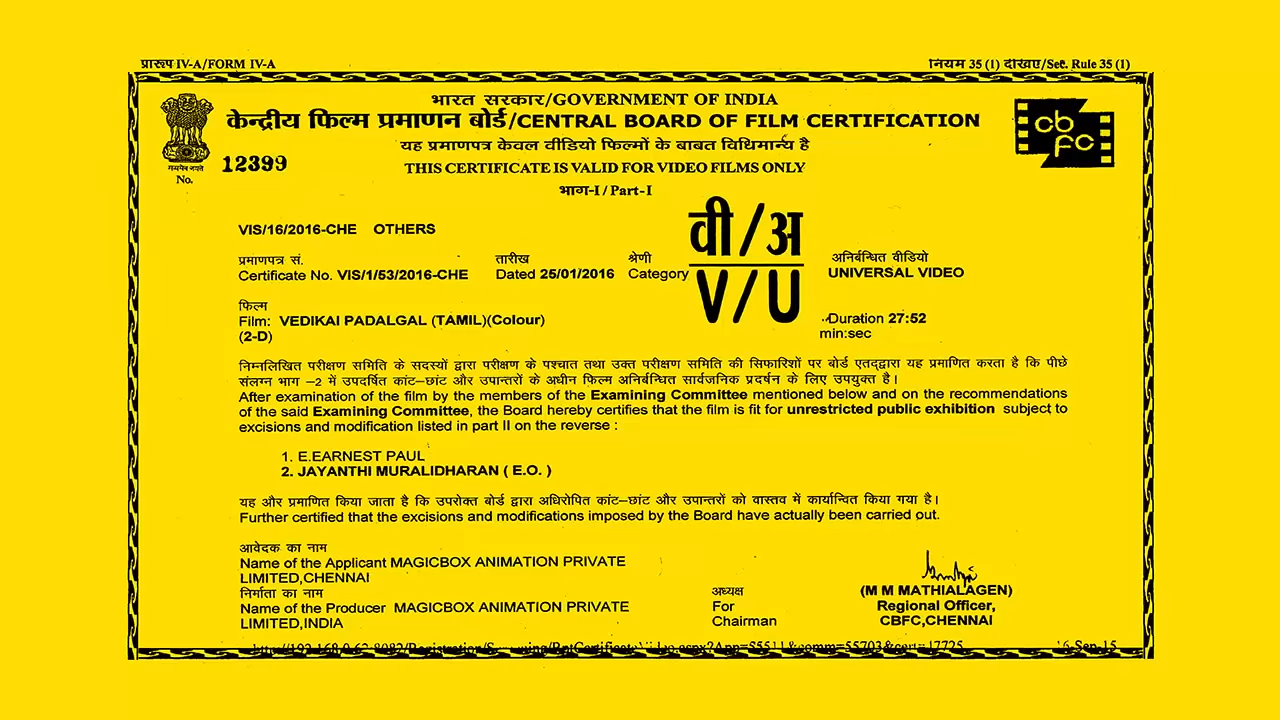 प्रारूप IV-A/FORM IV-A
नियम 35 (1) देखिए/See. Rule 35 (1)
भारत सरकार/GOVERNMENT OF INDIA
केन्द्रीय फिल्म प्रमाणन बोर्ड/CENTRAL BOARD OF FILM CERTIFICATION
यह प्रमाणपत्र केवल वीडियो फिल्मों के बाबत विधिमान्य है
सत्यमेव जयते
No. 12399
THIS CERTIFICATE IS VALID FOR VIDEO FILMS ONLY
cbfc
भाग-I / Part-I
VIS/16/2016-CHE OTHERS
वी/अ
V/U
प्रमाणपत्र सं. तारीख श्रेणी अनिर्बन्धित वीडियो
Certificate No. VIS/1/53/2016-CHE Dated 25/01/2016 Category UNIVERSAL VIDEO
फिल्म
Film: VEDIKAI PADALGAL (TAMIL)(Colour) Duration 27:52
(2-D) min:sec
निम्नलिखित परीक्षण समिति के सदस्यों द्वारा परीक्षण के पश्चात तथा उक्त परीक्षण समिति की सिफारिशों पर बोर्ड एतद्द्वारा यह प्रमाणित करता है कि पीछे
संलग्न भाग –2 में उपदर्षित कांट–छांट और उपान्तरों के अधीन फिल्म अनिर्बन्धित सार्वजनिक प्रदर्षन के लिए उपयुक्त है।
After examination of the film by the members of the Examining Committee mentioned below and on the recommendations
of the said Examining Committee, the Board hereby certifies that the film is fit for unrestricted public exhibition subject to
excisions and modification listed in part II on the reverse :
1. E.EARNEST PAUL
2. JAYANTHI MURALIDHARAN ( E.O. )
यह और प्रमाणित किया जाता है कि उपरोक्त बोर्ड द्वारा अधिरोपित कांट–छांट और उपान्तरों को वास्तव में कार्यान्वित किया गया है।
Further certified that the excisions and modifications imposed by the Board have actually been carried out.
आवेदक का नाम
Name of the Applicant MAGICBOX ANIMATION PRIVATE
LIMITED,CHENNAI
निर्माता का नाम
Name of the Producer MAGICBOX ANIMATION PRIVATE
LIMITED,INDIA
अध्यक्ष
For
Chairman
(M M MATHIALAGEN)
Regional Officer,
CBFC,CHENNAI